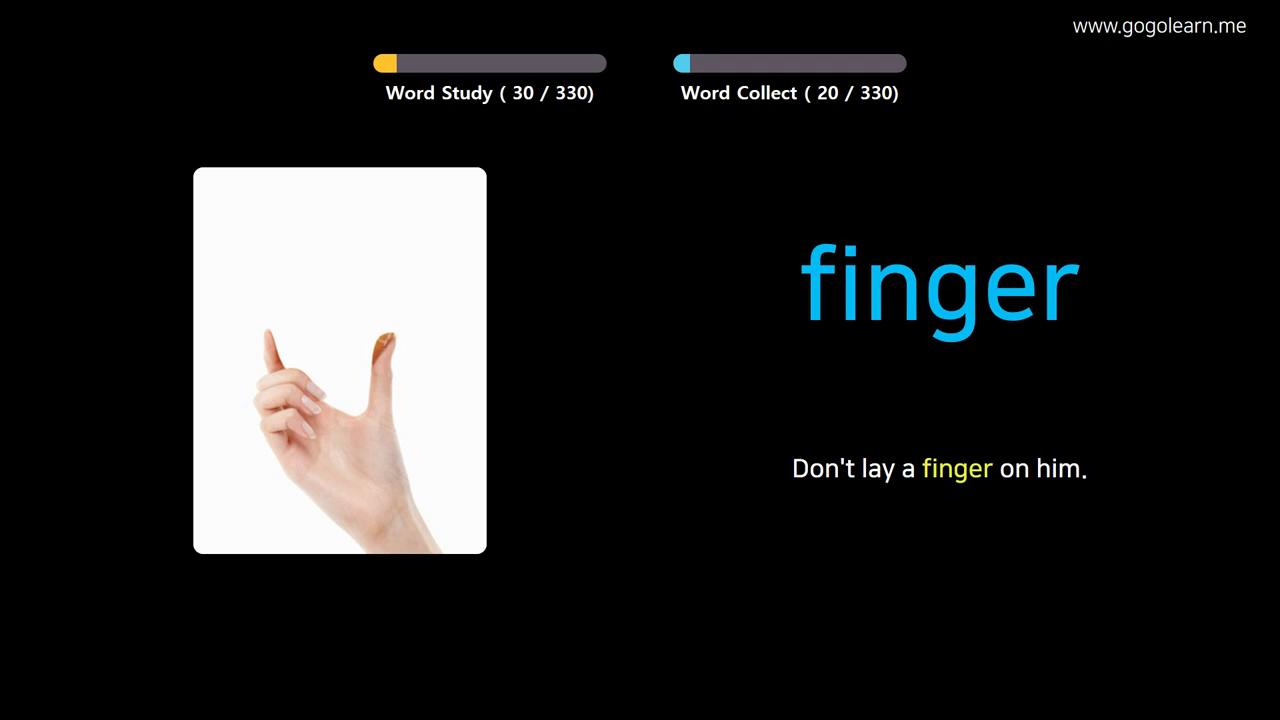 www.gogolearn.me
Word Study ( 30 / 330)
Word Collect ( 20 / 330)
finger
Don't lay a finger on him.